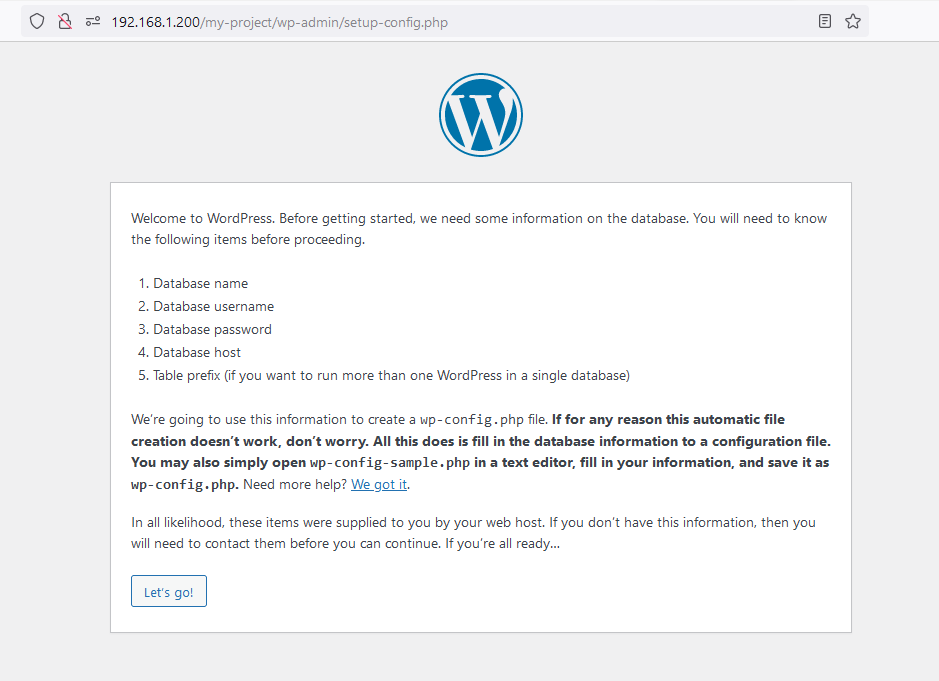 192.168.1.200/my-project/wp-admin/setup-config.php
W
Welcome to WordPress. Before getting started, we need some information on the database. You will need to know
the following items before proceeding.
1. Database name
2. Database username
3. Database password
4. Database host
5. Table prefix (if you want to run more than one WordPress in a single database)
We’re going to use this information to create a wp-config.php file. If for any reason this automatic file
creation doesn’t work, don’t worry. All this does is fill in the database information to a configuration file.
You may also simply open wp-config-sample.php in a text editor, fill in your information, and save it as
wp-config.php. Need more help? We got it.
In all likelihood, these items were supplied to you by your web host. If you don’t have this information, then you
will need to contact them before you can continue. If you’re all ready…
Let’s go!